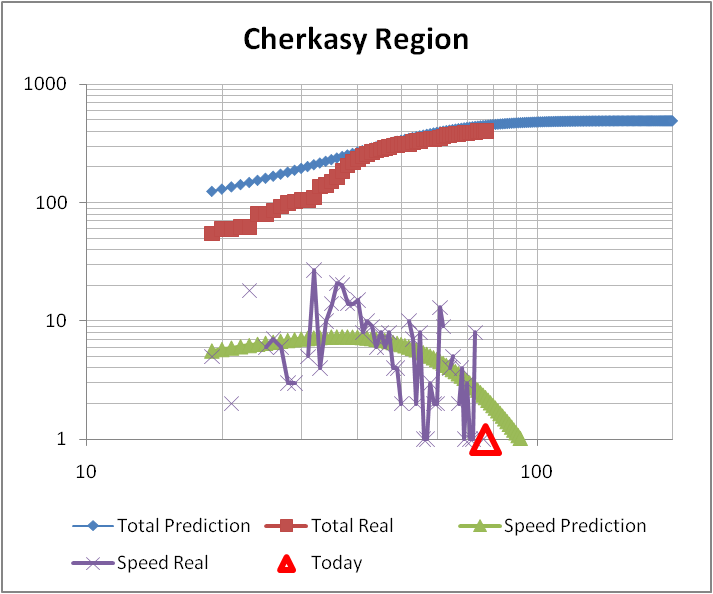 Cherkasy Region
1000
100
10
1
10 100
Total Prediction Total Real Speed Prediction
Speed Real Today